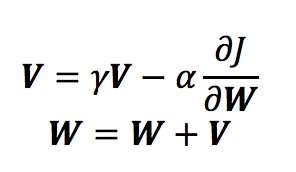 V = γV − α ∂J/∂W
W = W + V